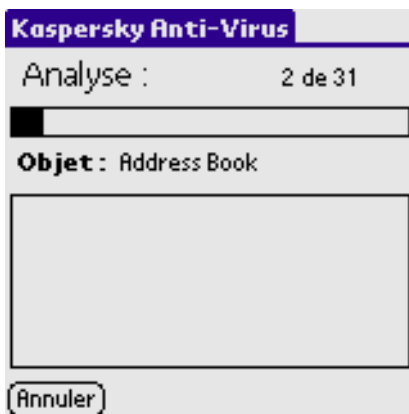 Kaspersky Anti-Virus
Analyse : 2 de 31
Objet : Address Book
Annuler